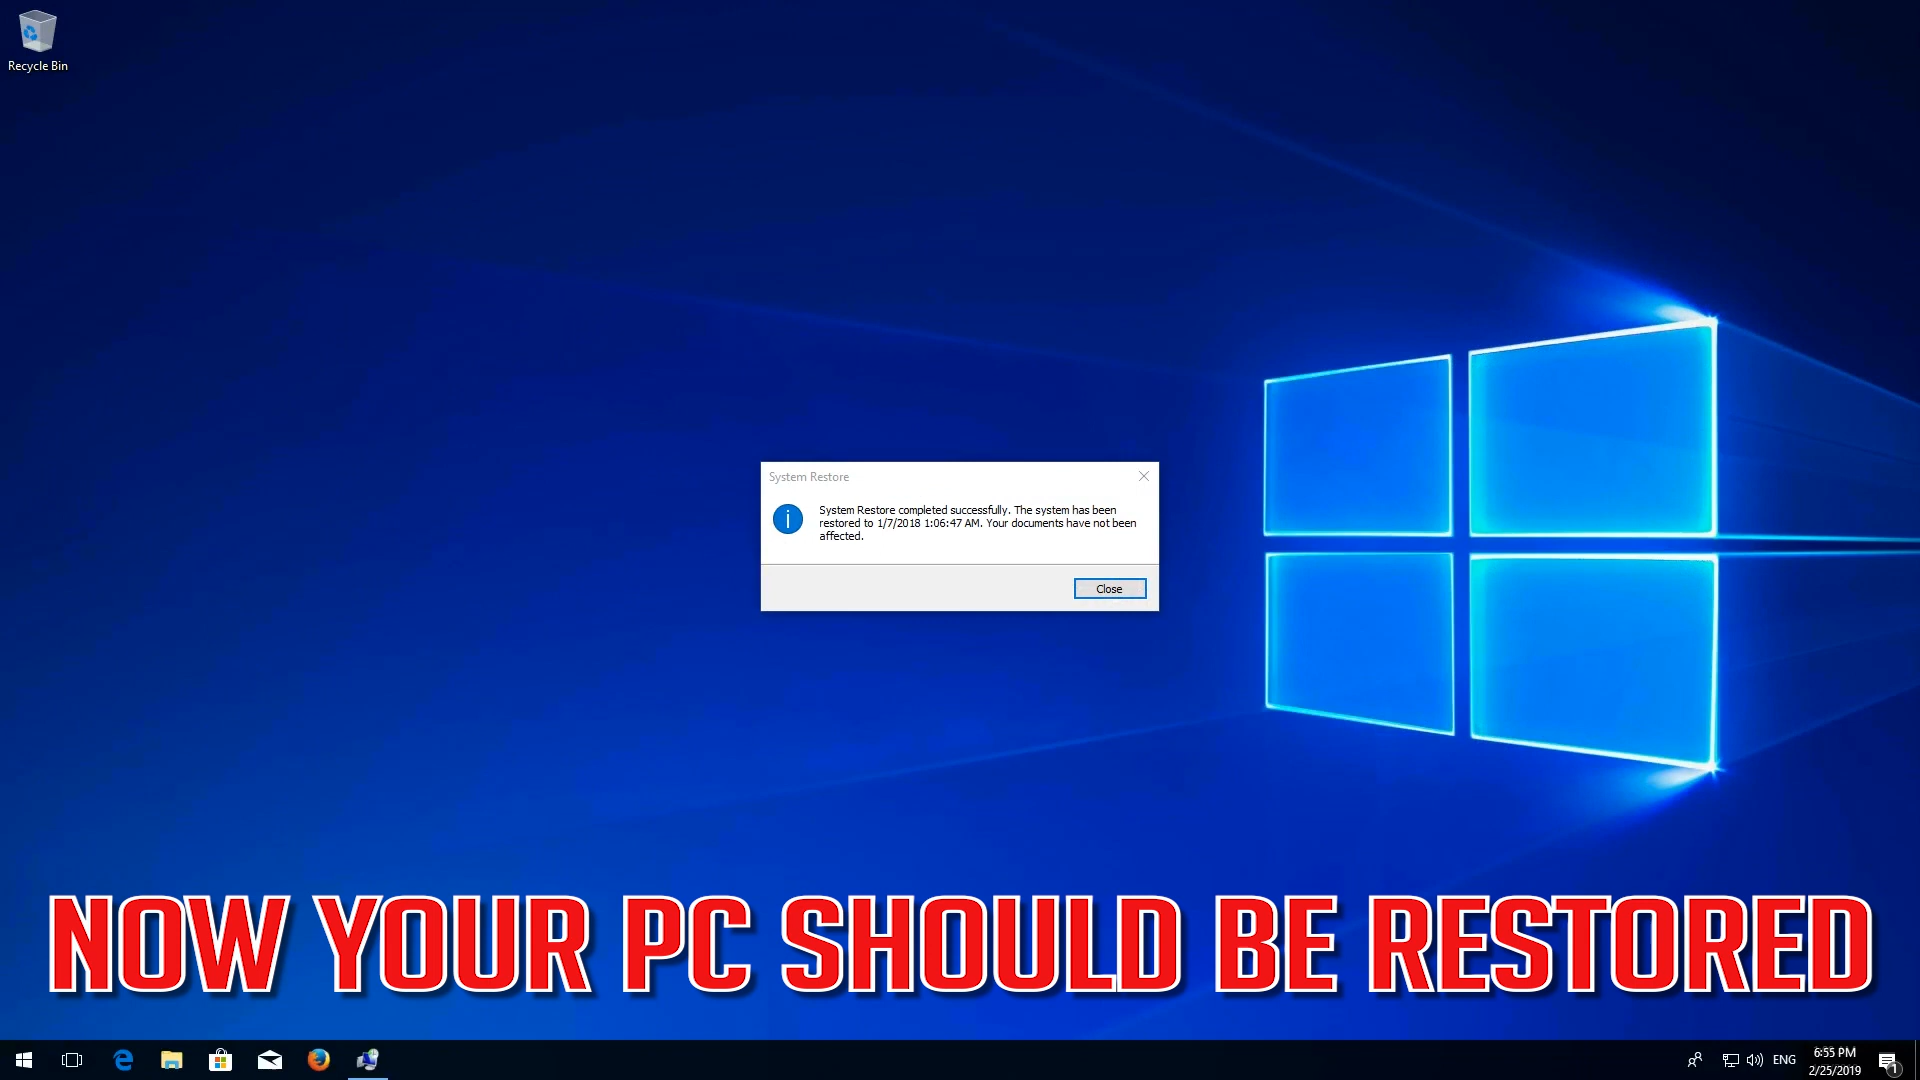 Recycle Bin
System Restore
System Restore completed successfully. The system has been
restored to 1/7/2018 1:06:47 AM. Your documents have not been
affected.
Close
NOW YOUR PC SHOULD BE RESTORED
ENG
6:55 PM
2/25/2019
1